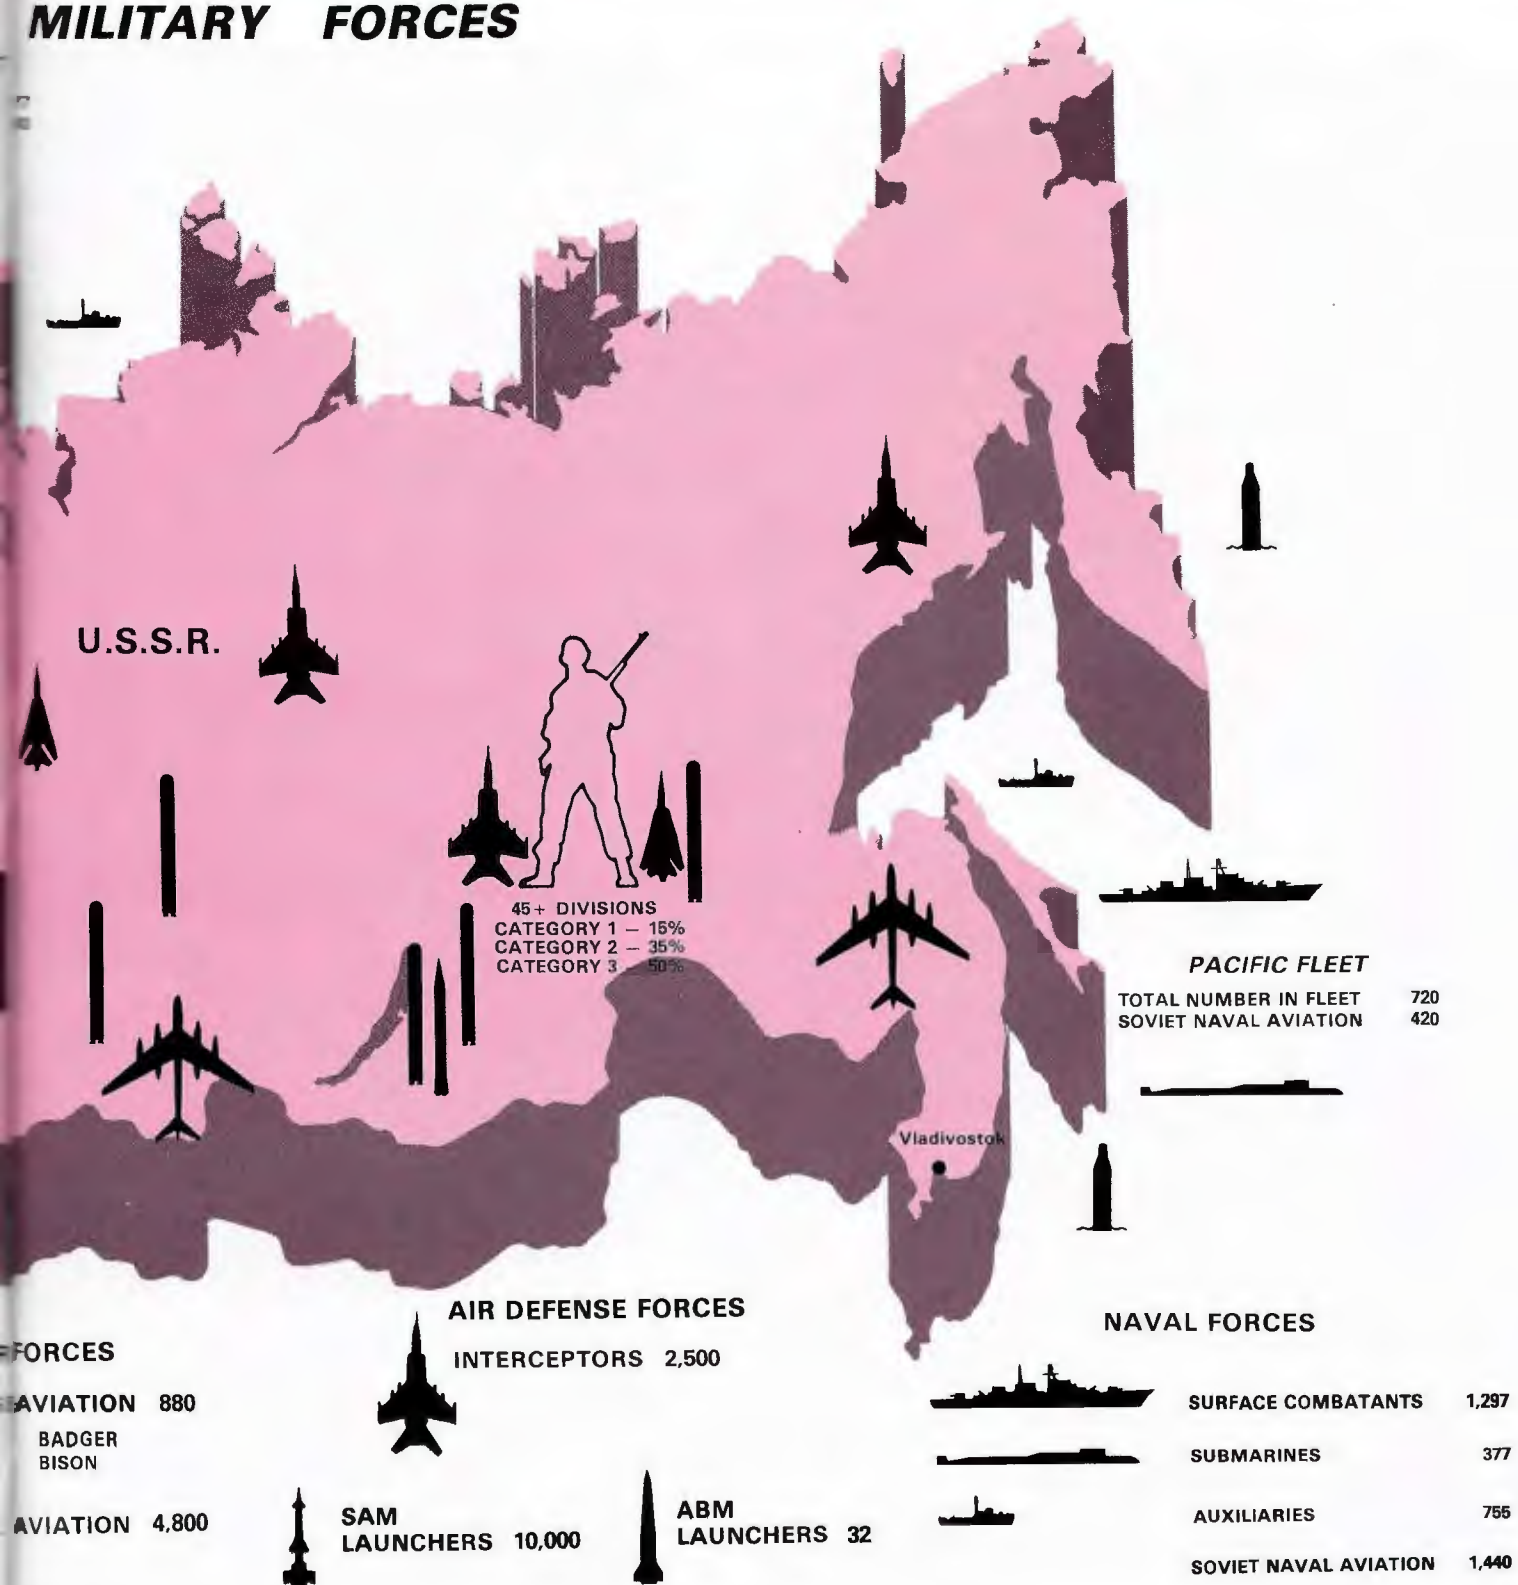 MILITARY FORCES
U.S.S.R.
45+ DIVISIONS
CATEGORY 1 – 15%
CATEGORY 2 – 35%
CATEGORY 3 – 50%
PACIFIC FLEET
TOTAL NUMBER IN FLEET 720
SOVIET NAVAL AVIATION 420
Vladivostok
FORCES
AVIATION 880
BADGER
BISON
AVIATION 4,800
AIR DEFENSE FORCES
INTERCEPTORS 2,500
SAM
LAUNCHERS 10,000
ABM
LAUNCHERS 32
NAVAL FORCES
SURFACE COMBATANTS 1,297
SUBMARINES 377
AUXILIARIES 755
SOVIET NAVAL AVIATION 1,440